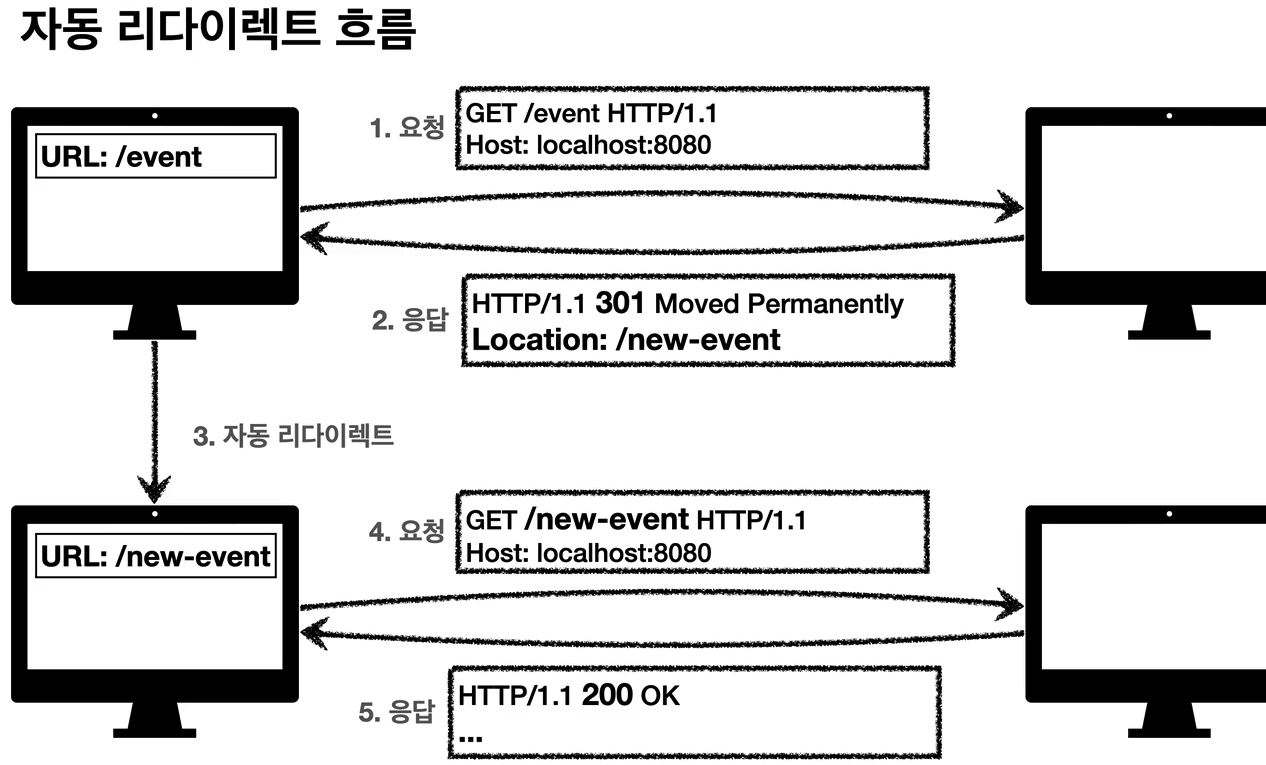 자동 리다이렉트 흐름
URL: /event
1. 요청
GET /event HTTP/1.1
Host: localhost:8080
2. 응답
HTTP/1.1 301 Moved Permanently
Location: /new-event
3. 자동 리다이렉트
URL: /new-event
4. 요청
GET /new-event HTTP/1.1
Host: localhost:8080
5. 응답
HTTP/1.1 200 OK
...